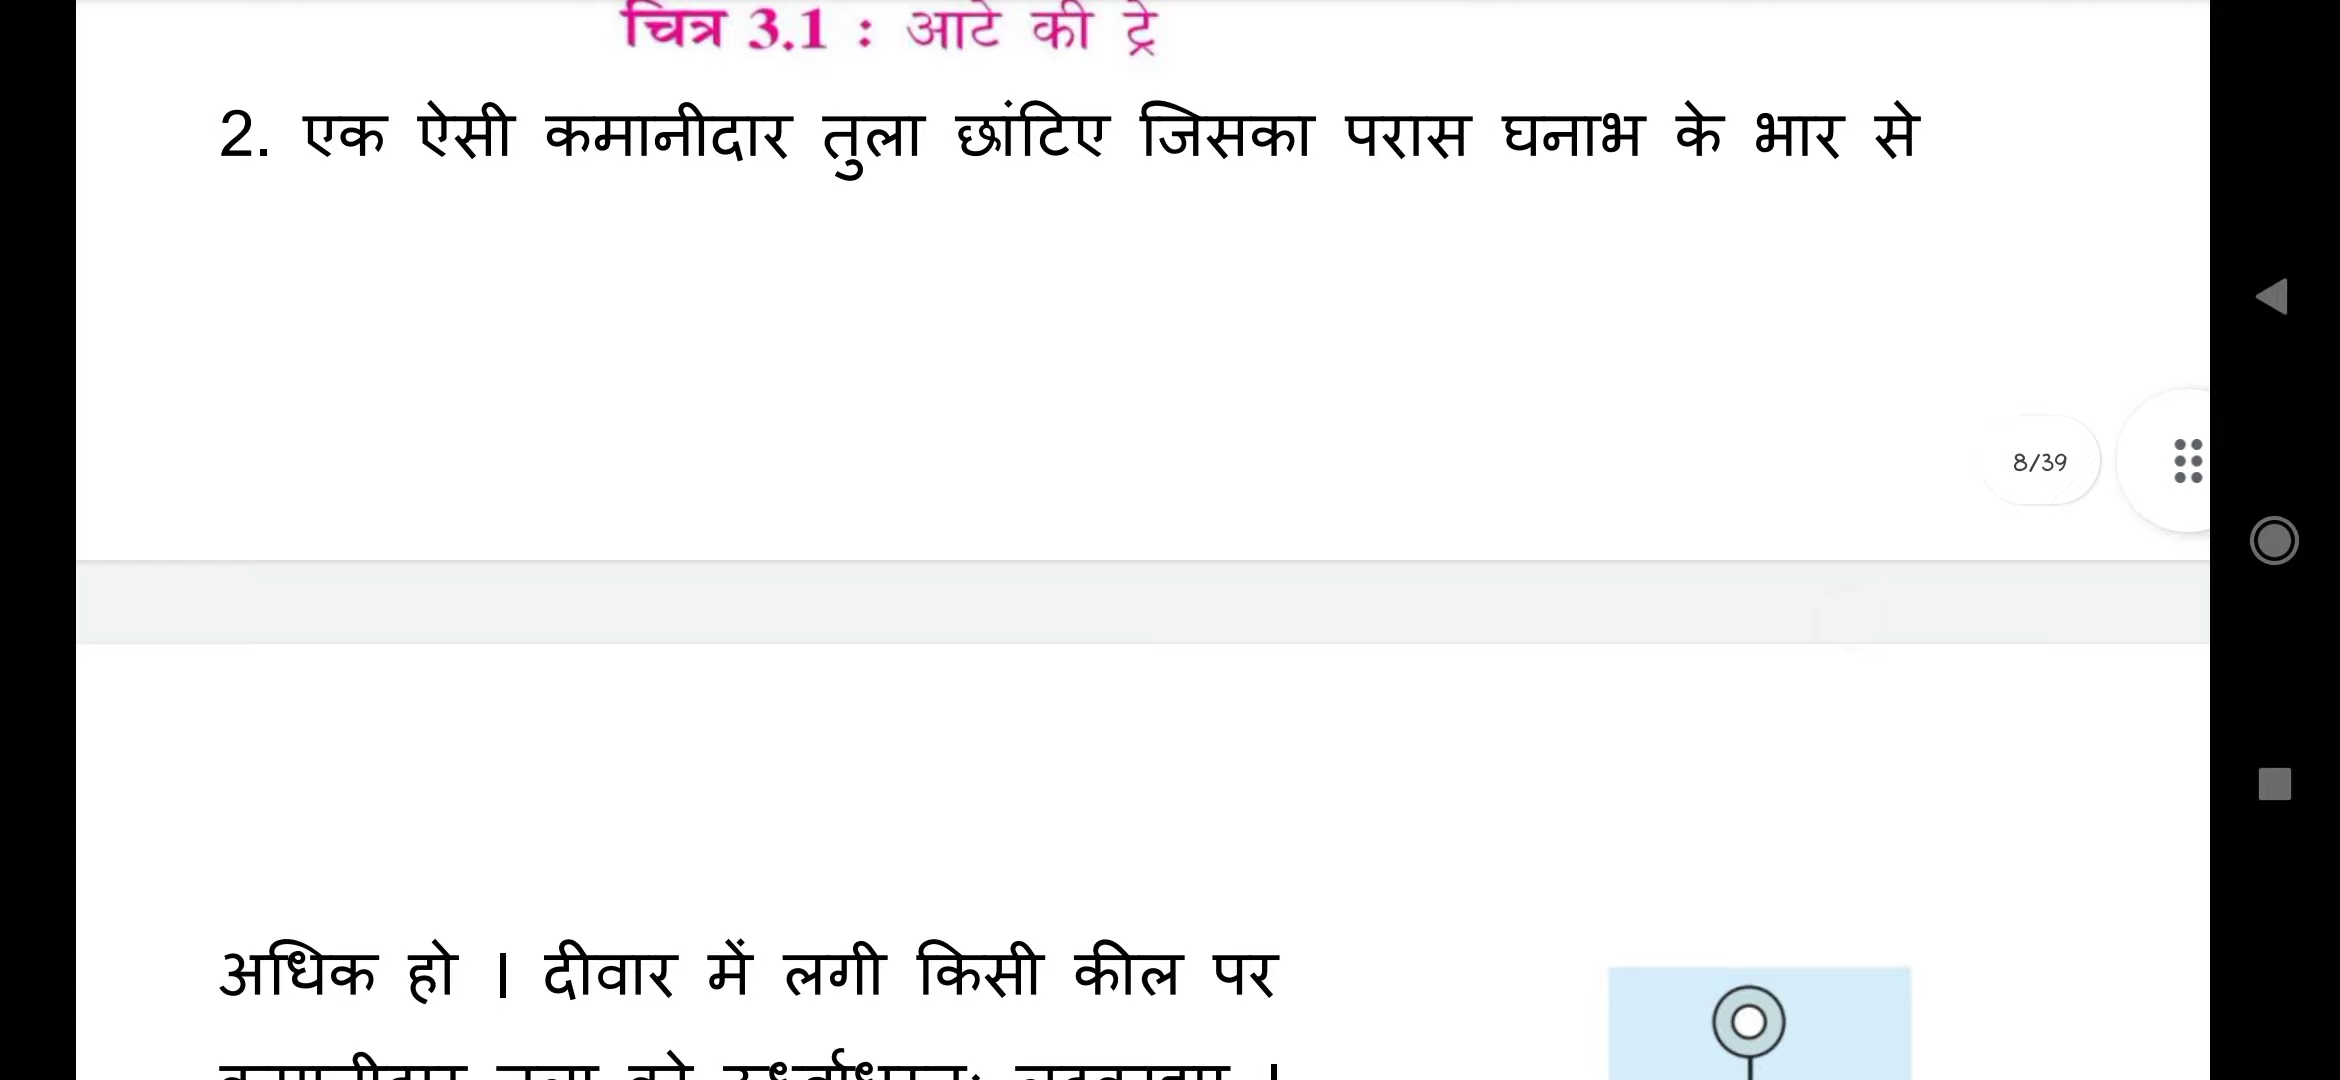 चित्र 3.1 : आटे की ट्रे
2. एक ऐसी कमानीदार तुला छांटिए जिसका परास घनाभ के भार से
8/39
अधिक हो । दीवार में लगी किसी कील पर